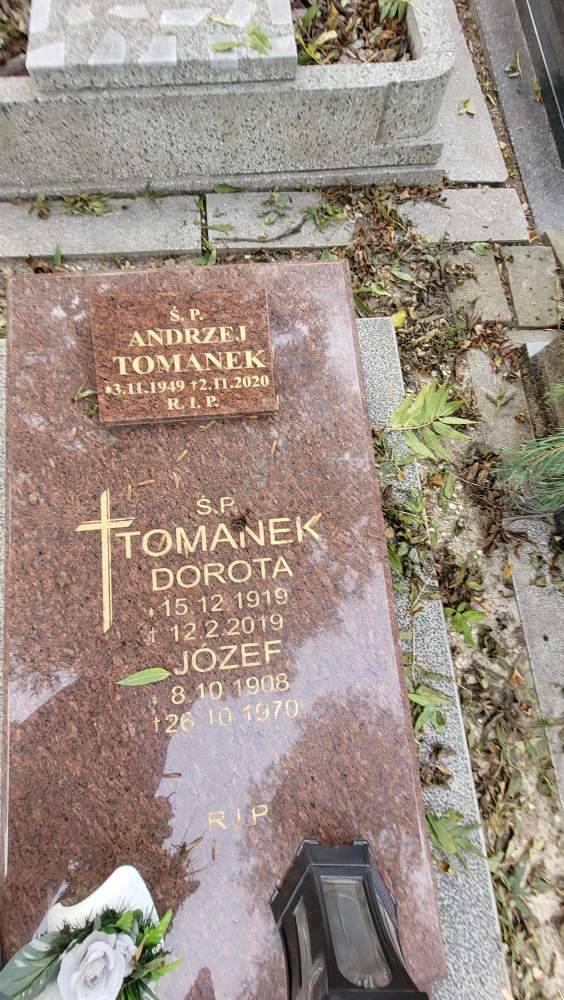 Ś. P.
ANDRZEJ
TOMANEK
*3.11.1949 †2.11.2020
R. I. P.
Ś.P.
TOMANEK
DOROTA
* 15 12 1919
† 12.2.2019
JÓZEF
* 8 10 1908
† 26 10 1970
R I P